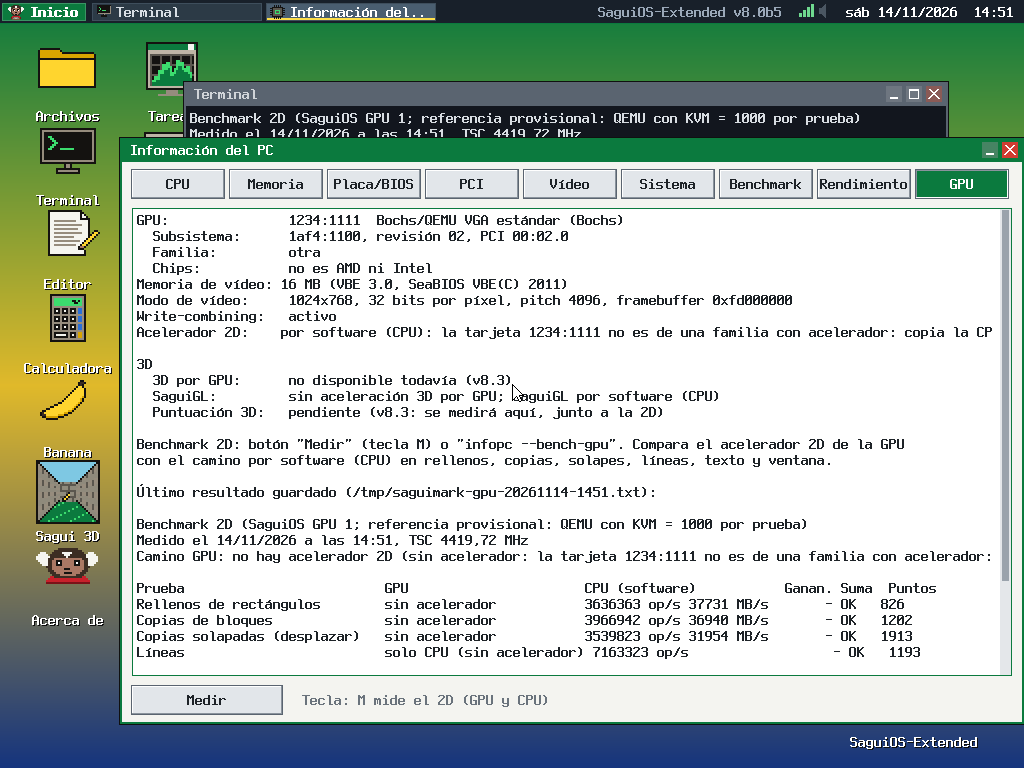 Inicio
Terminal
Información del..
SaguiOS-Extended v8.0b5
sáb 14/11/2026
14:51
Archivos
Tarea
Terminal
Editor
Calculadora
Banana
Sagui 3D
Acerca de
Terminal
Benchmark 2D (SaguiOS GPU 1; referencia provisional: QEMU con KVM = 1000 por prueba)
Medido el 14/11/2026 a las 14:51, TSC 4419,72 MHz
Información del PC
CPU
Memoria
Placa/BIOS
PCI
Vídeo
Sistema
Benchmark
Rendimiento
GPU
GPU: 1234:1111 Bochs/QEMU VGA estándar (Bochs)
Subsistema: 1af4:1100, revisión 02, PCI 00:02.0
Familia: otra
Chips: no es AMD ni Intel
Memoria de vídeo: 16 MB (VBE 3.0, SeaBIOS VBE(C) 2011)
Modo de vídeo: 1024x768, 32 bits por píxel, pitch 4096, framebuffer 0xfd000000
Write-combining: activo
Acelerador 2D: por software (CPU): la tarjeta 1234:1111 no es de una familia con acelerador: copia la CP
3D
3D por GPU: no disponible todavía (v8.3)
SaguiGL: sin aceleración 3D por GPU; SaguiGL por software (CPU)
Puntuación 3D: pendiente (v8.3: se medirá aquí, junto a la 2D)
Benchmark 2D: botón "Medir" (tecla M) o "infopc --bench-gpu". Compara el acelerador 2D de la GPU
con el camino por software (CPU) en rellenos, copias, solapes, líneas, texto y ventana.
Último resultado guardado (/tmp/saguimark-gpu-20261114-1451.txt):
Benchmark 2D (SaguiOS GPU 1; referencia provisional: QEMU con KVM = 1000 por prueba)
Medido el 14/11/2026 a las 14:51, TSC 4419,72 MHz
Camino GPU: no hay acelerador 2D (sin acelerador: la tarjeta 1234:1111 no es de una familia con acelerador:
Prueba GPU CPU (software) Ganan. Suma Puntos
Rellenos de rectángulos sin acelerador 3636363 op/s 37731 MB/s - OK 826
Copias de bloques sin acelerador 3966942 op/s 36940 MB/s - OK 1202
Copias solapadas (desplazar) sin acelerador 3539823 op/s 31954 MB/s - OK 1913
Líneas solo CPU (sin acelerador) 7163323 op/s - OK 1193
Medir
Tecla: M mide el 2D (GPU y CPU)
SaguiOS-Extended